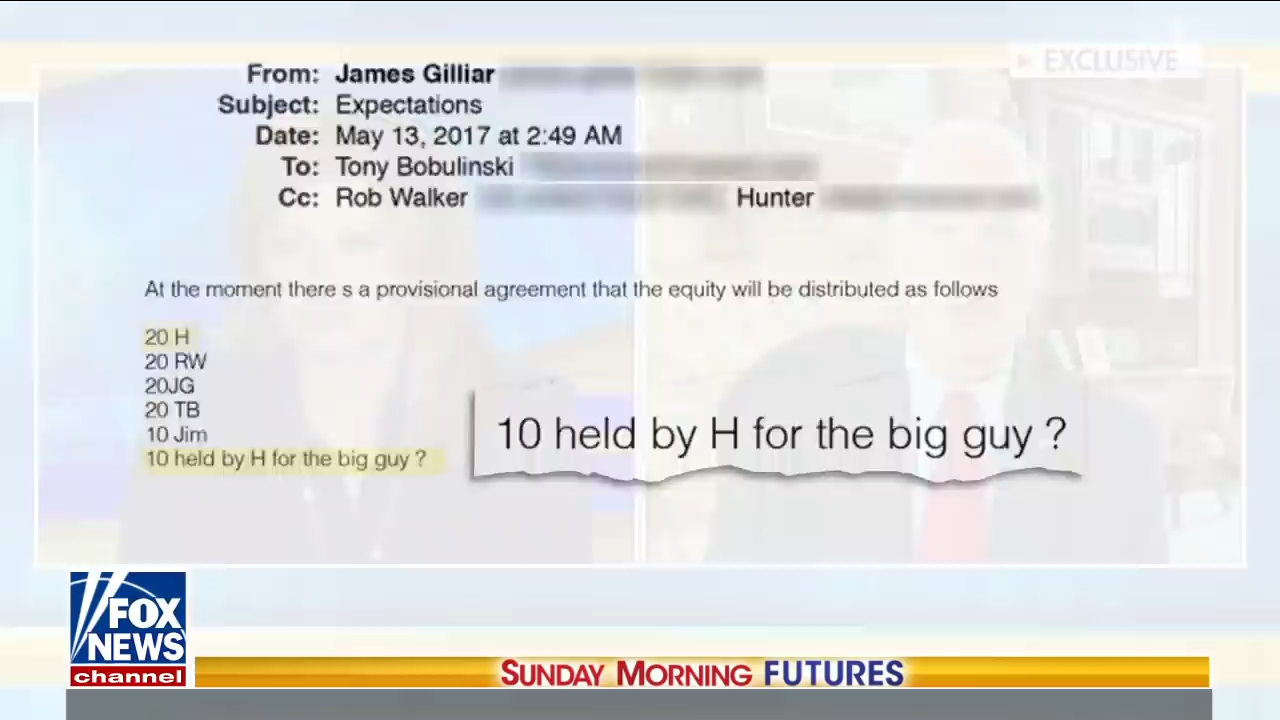 EXCLUSIVE
From: James Gilliar
Subject: Expectations
Date: May 13, 2017 at 2:49 AM
To: Tony Bobulinski
Cc: Rob Walker Hunter
At the moment there s a provisional agreement that the equity will be distributed as follows
20 H
20 RW
20JG
20 TB
10 Jim
10 held by H for the big guy ?
10 held by H for the big guy ?
FOX
NEWS
channel
SUNDAY MORNING FUTURES